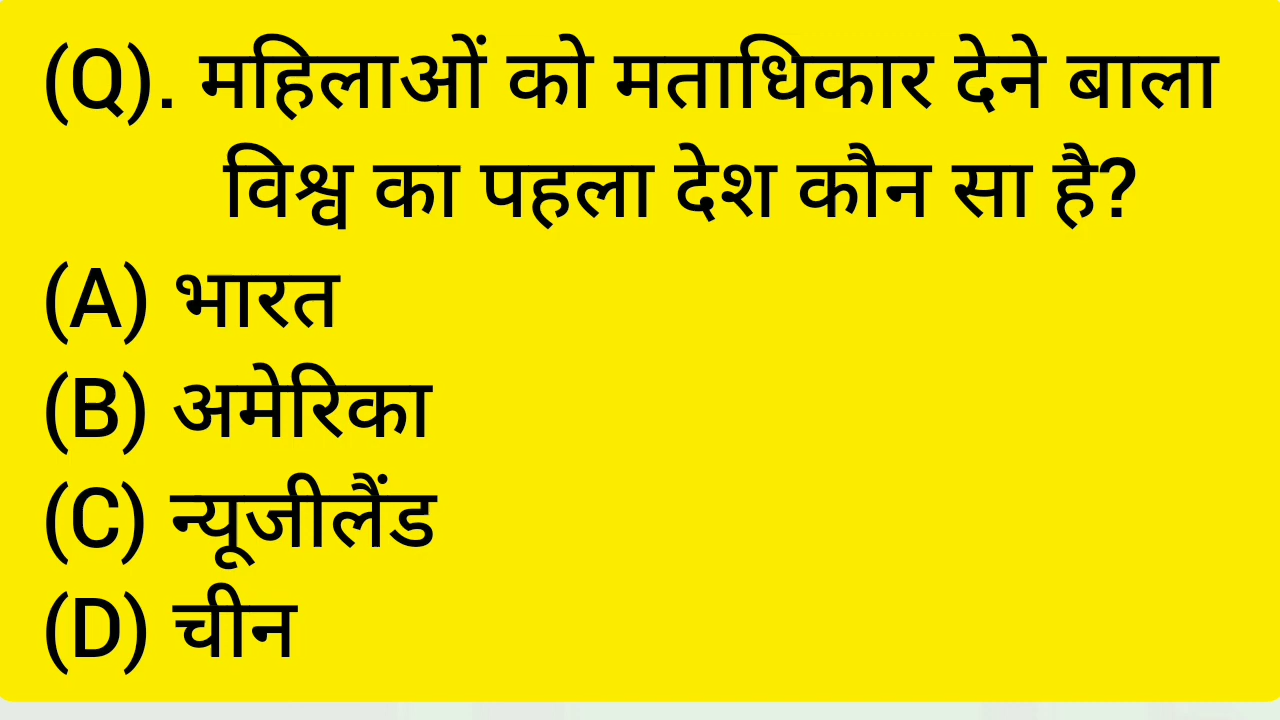 (Q). महिलाओं को मताधिकार देने बाला
विश्व का पहला देश कौन सा है?
(A) भारत
(B) अमेरिका
(C) न्यूजीलैंड
(D) चीन